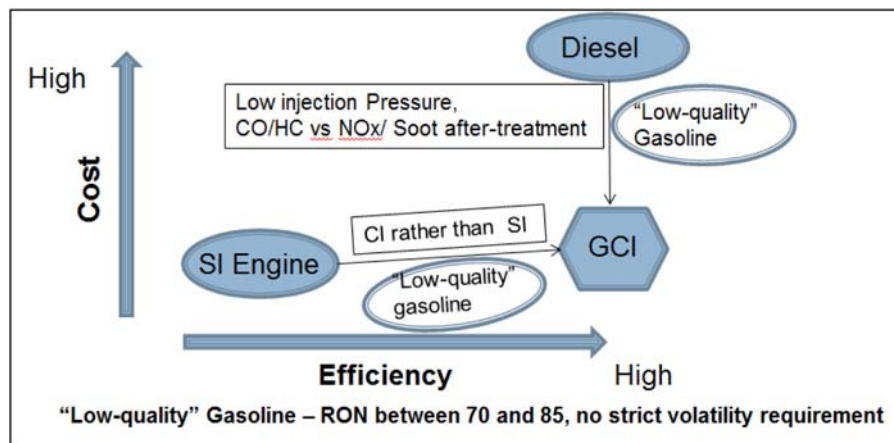 Diesel
High
Low injection Pressure,
CO/HC vs NOx/ Soot after-treatment
“Low-quality”
Gasoline
Cost
CI rather than SI
SI Engine
GCI
“Low-quality”
gasoline
Efficiency
High
“Low-quality” Gasoline – RON between 70 and 85, no strict volatility requirement